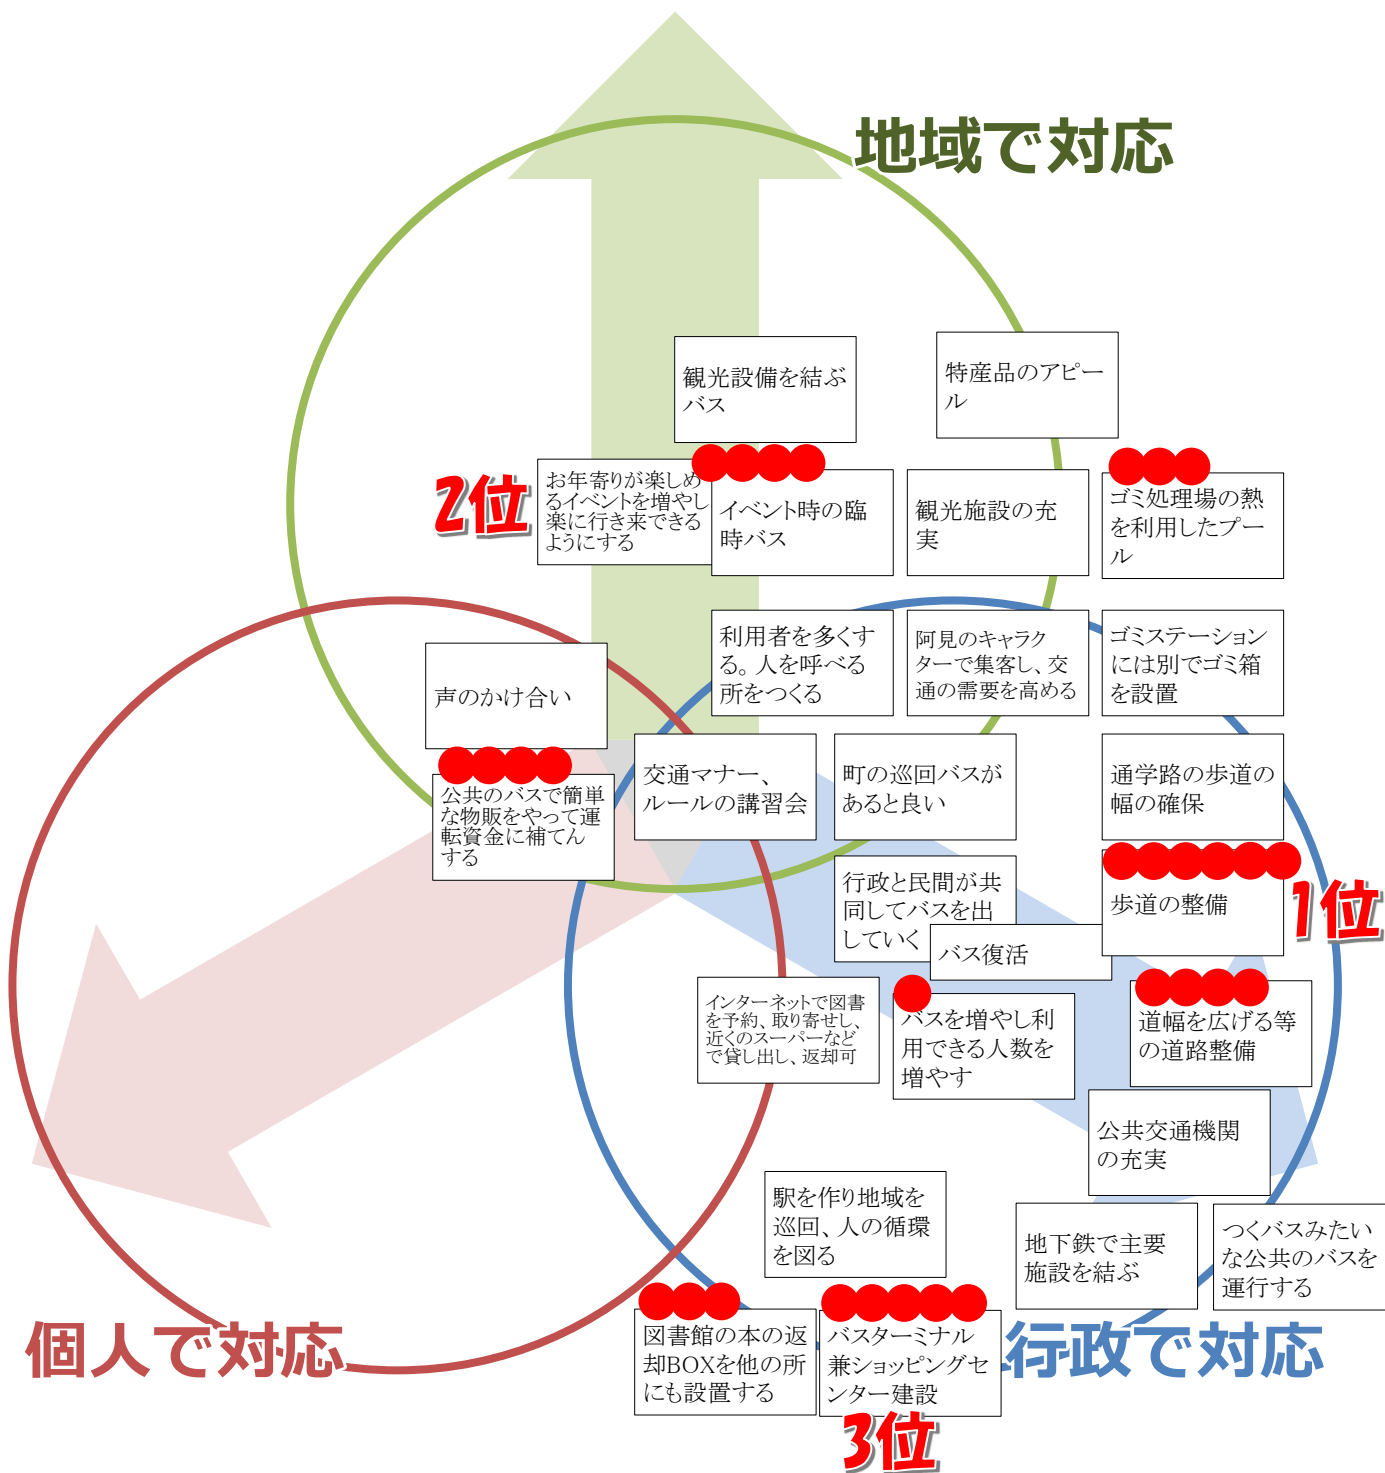 地域で対応
観光設備を結ぶ
バス
特産品のアピー
ル
2位
お年寄りが楽しめ
るイベントを増やし
楽に行き来できる
ようにする
イベント時の臨
時バス
観光施設の充
実
ゴミ処理場の熱
を利用したプー
ル
声のかけ合い
利用者を多くす
る。人を呼べる
所をつくる
阿見のキャラク
ターで集客し、交
通の需要を高める
ゴミステーション
には別でゴミ箱
を設置
公共のバスで簡単
な物販をやって運
転資金に補てん
する
交通マナー、
ルールの講習会
町の巡回バスが
あると良い
通学路の歩道の
幅の確保
行政と民間が共
同してバスを出
していく
バス復活
歩道の整備
1位
インターネットで図書
を予約、取り寄せし、
近くのスーパーなど
で貸し出し、返却可
バスを増やし利
用できる人数を
増やす
道幅を広げる等
の道路整備
公共交通機関
の充実
駅を作り地域を
巡回、人の循環
を図る
地下鉄で主要
施設を結ぶ
つくバスみたい
な公共のバスを
運行する
個人で対応
図書館の本の返
却BOXを他の所
にも設置する
バスターミナル
兼ショッピングセ
ンター建設
行政で対応
3位